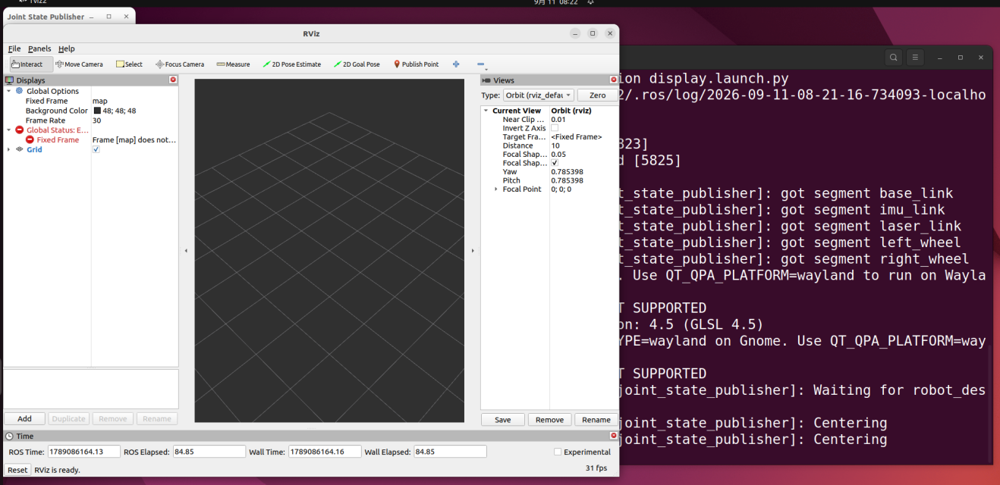 rviz2
9月 11 08:22
Joint State Publisher
RViz
File Panels Help
Interact Move Camera Select Focus Camera Measure 2D Pose Estimate 2D Goal Pose Publish Point
Displays
Global Options
Fixed Frame map
Background Color 48; 48; 48
Frame Rate 30
Global Status: E...
Fixed Frame Frame [map] does not...
Grid
Add Duplicate Remove Rename
Views
Type: Orbit (rviz_defau Zero
Current View Orbit (rviz)
Near Clip ... 0.01
Invert Z Axis
Target Fra... <Fixed Frame>
Distance 10
Focal Shap... 0.05
Focal Shap...
Yaw 0.785398
Pitch 0.785398
Focal Point 0; 0; 0
Save Remove Rename
Time
ROS Time: 1789086164.13 ROS Elapsed: 84.85 Wall Time: 1789086164.16 Wall Elapsed: 84.85 Experimental
Reset RViz is ready. 31 fps
ion display.launch.py
2/.ros/log/2026-09-11-08-21-16-734093-localho
823]
d [5825]
t_state_publisher]: got segment base_link
t_state_publisher]: got segment imu_link
t_state_publisher]: got segment laser_link
t_state_publisher]: got segment left_wheel
t_state_publisher]: got segment right_wheel
. Use QT_QPA_PLATFORM=wayland to run on Wayla
T SUPPORTED
on: 4.5 (GLSL 4.5)
YPE=wayland on Gnome. Use QT_QPA_PLATFORM=way
T SUPPORTED
joint_state_publisher]: Waiting for robot_des
joint_state_publisher]: Centering
joint_state_publisher]: Centering